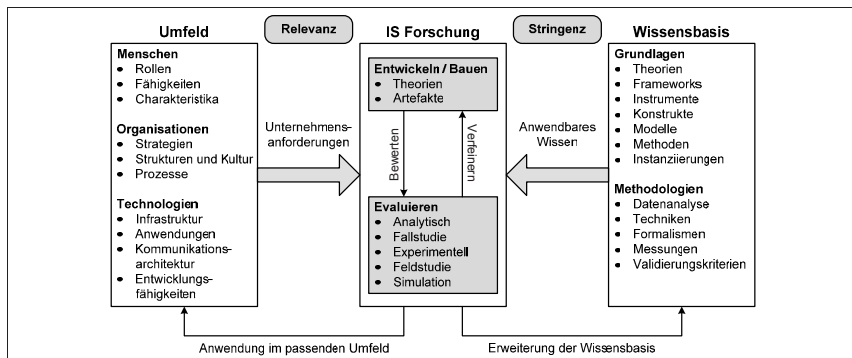 Umfeld
Relevanz
IS Forschung
Stringenz
Wissensbasis
Menschen
• Rollen
• Fähigkeiten
• Charakteristika
Organisationen
• Strategien
• Strukturen und Kultur
• Prozesse
Technologien
• Infrastruktur
• Anwendungen
• Kommunikations-
architektur
• Entwicklungs-
fähigkeiten
Unternehmens-
anforderungen
Entwickeln / Bauen
• Theorien
• Artefakte
Bewerten
Verfeinern
Evaluieren
• Analytisch
• Fallstudie
• Experimentell
• Feldstudie
• Simulation
Anwendbares
Wissen
Grundlagen
• Theorien
• Frameworks
• Instrumente
• Konstrukte
• Modelle
• Methoden
• Instanziierungen
Methodologien
• Datenanalyse
• Techniken
• Formalismen
• Messungen
• Validierungskriterien
Anwendung im passenden Umfeld
Erweiterung der Wissensbasis